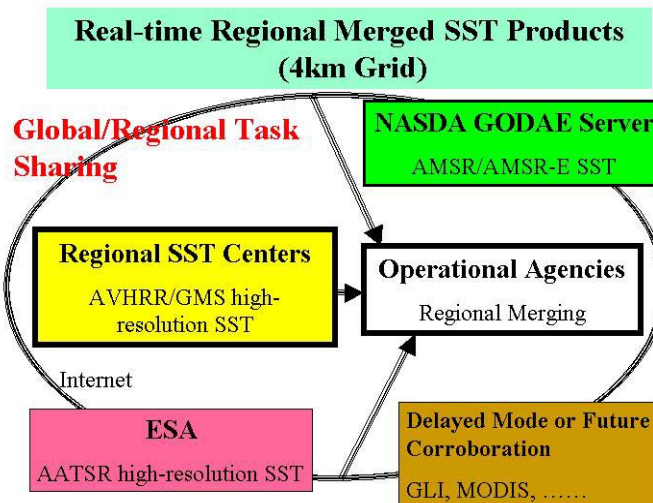 Real-time Regional Merged SST Products
(4km Grid)
Global/Regional Task
Sharing
NASDA GODAE Server
AMSR/AMSR-E SST
Regional SST Centers
AVHRR/GMS high-
resolution SST
Operational Agencies
Regional Merging
Internet
ESA
AATSR high-resolution SST
Delayed Mode or Future
Corroboration
GLI, MODIS, ……